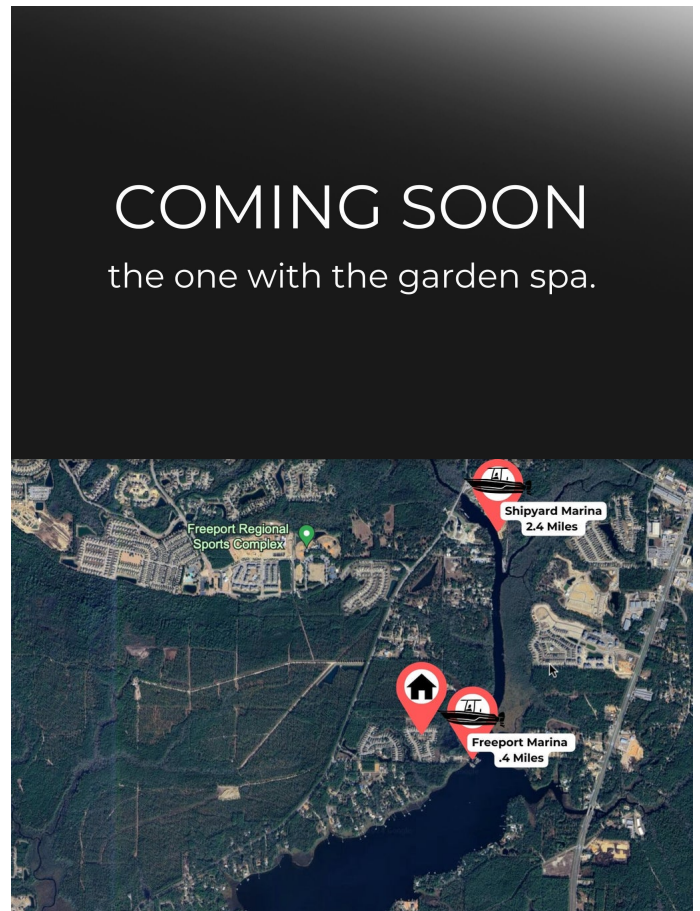 COMING SOON
the one with the garden spa.
Shipyard Marina
2.4 Miles
Freeport Regional
Sports Complex
Freeport Marina
.4 Miles